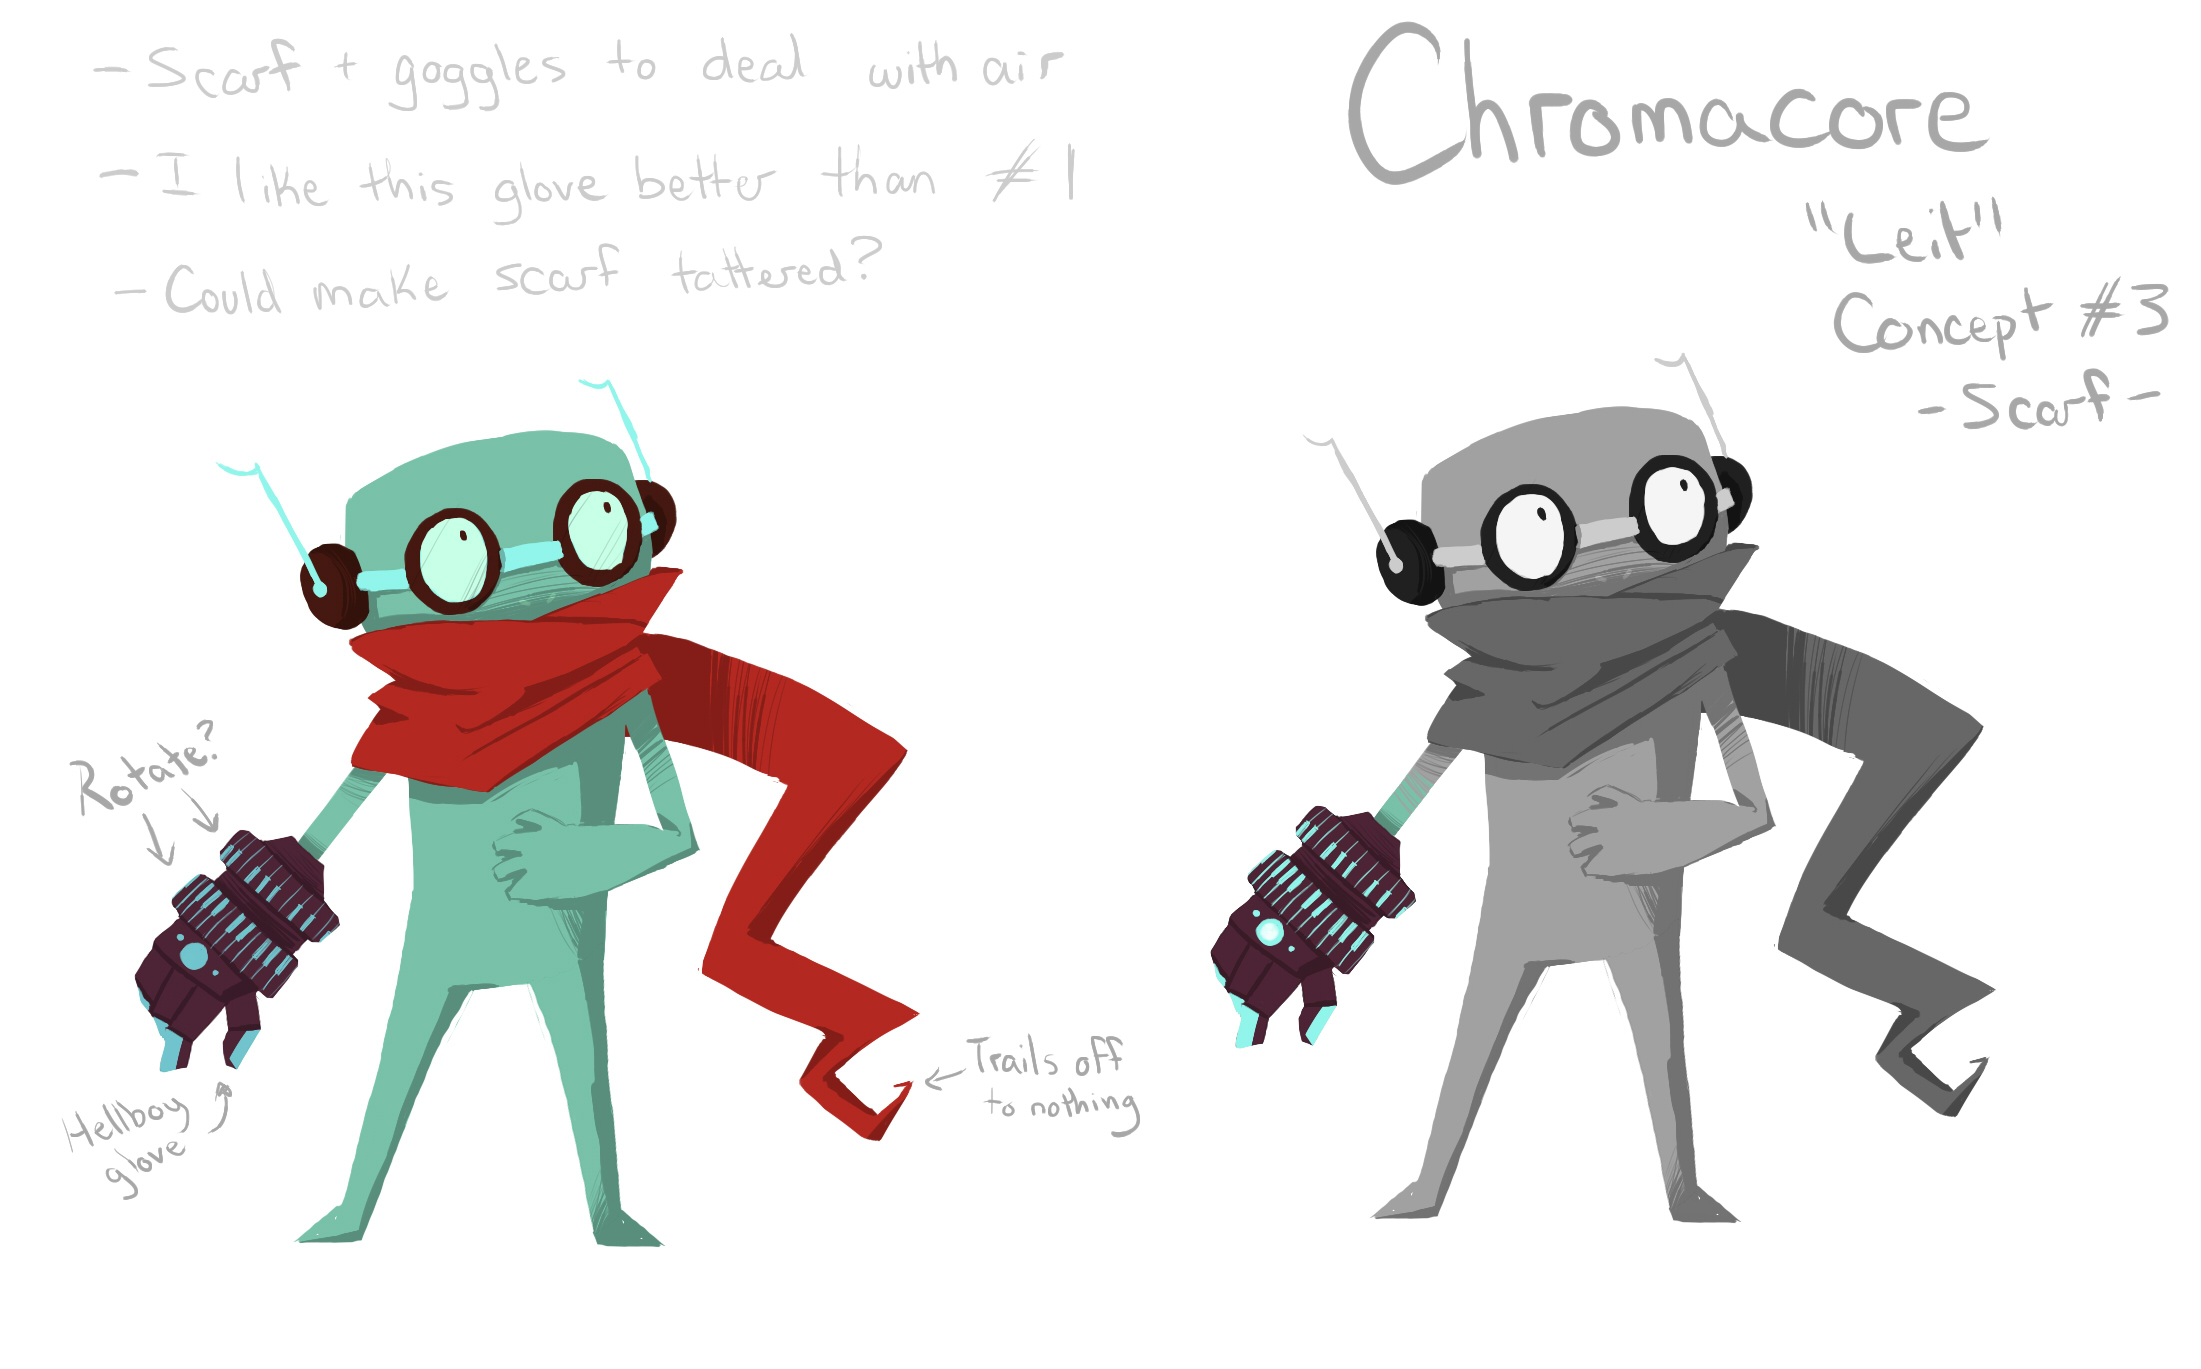 - Scarf + goggles to deal with air
- I like this glove better than #1
- Could make scarf tattered?
Chromacore
"Leit"
Concept #3
- Scarf -
Rotate?
Hellboy
glove
Trails off
to nothing